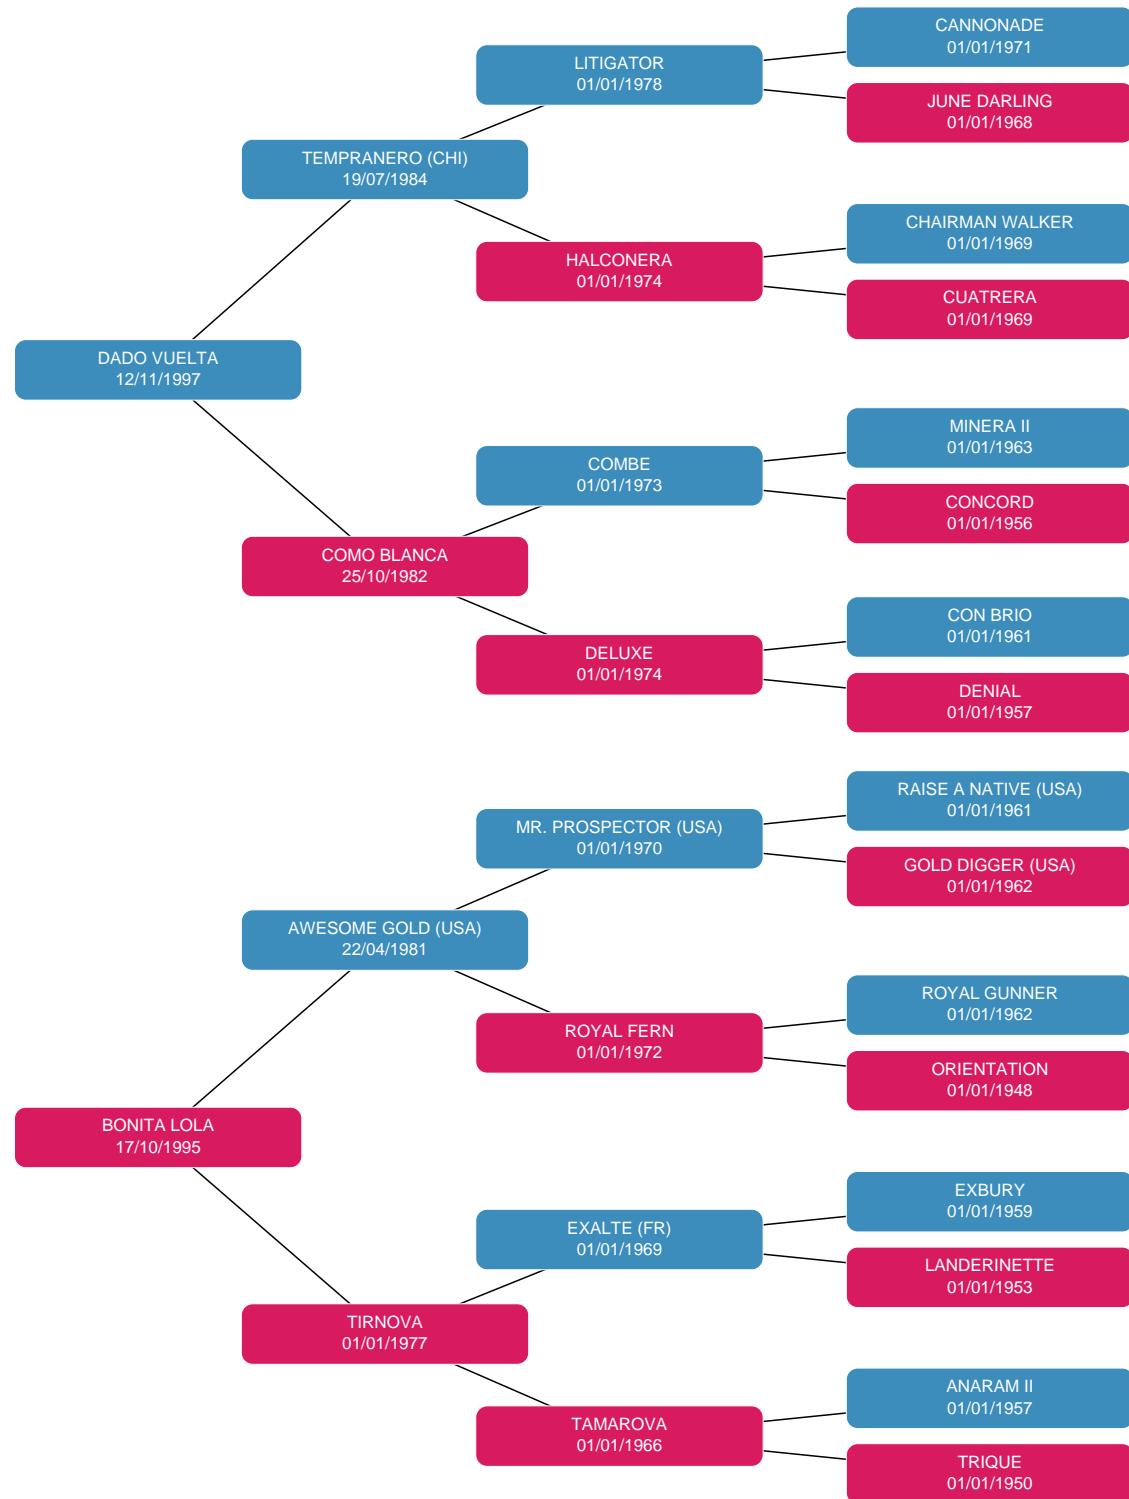 CANNONADE
01/01/1971
LITIGATOR
01/01/1978
JUNE DARLING
01/01/1968
TEMPRANERO (CHI)
19/07/1984
CHAIRMAN WALKER
01/01/1969
HALCONERA
01/01/1974
CUATRERA
01/01/1969
DADO VUELTA
12/11/1997
MINERA II
01/01/1963
COMBE
01/01/1973
CONCORD
01/01/1956
COMO BLANCA
25/10/1982
CON BRIO
01/01/1961
DELUXE
01/01/1974
DENIAL
01/01/1957
RAISE A NATIVE (USA)
01/01/1961
MR. PROSPECTOR (USA)
01/01/1970
GOLD DIGGER (USA)
01/01/1962
AWESOME GOLD (USA)
22/04/1981
ROYAL GUNNER
01/01/1962
ROYAL FERN
01/01/1972
ORIENTATION
01/01/1948
BONITA LOLA
17/10/1995
EXBURY
01/01/1959
EXALTE (FR)
01/01/1969
LANDERINETTE
01/01/1953
TIRNOVA
01/01/1977
ANARAM II
01/01/1957
TAMAROVA
01/01/1966
TRIQUE
01/01/1950